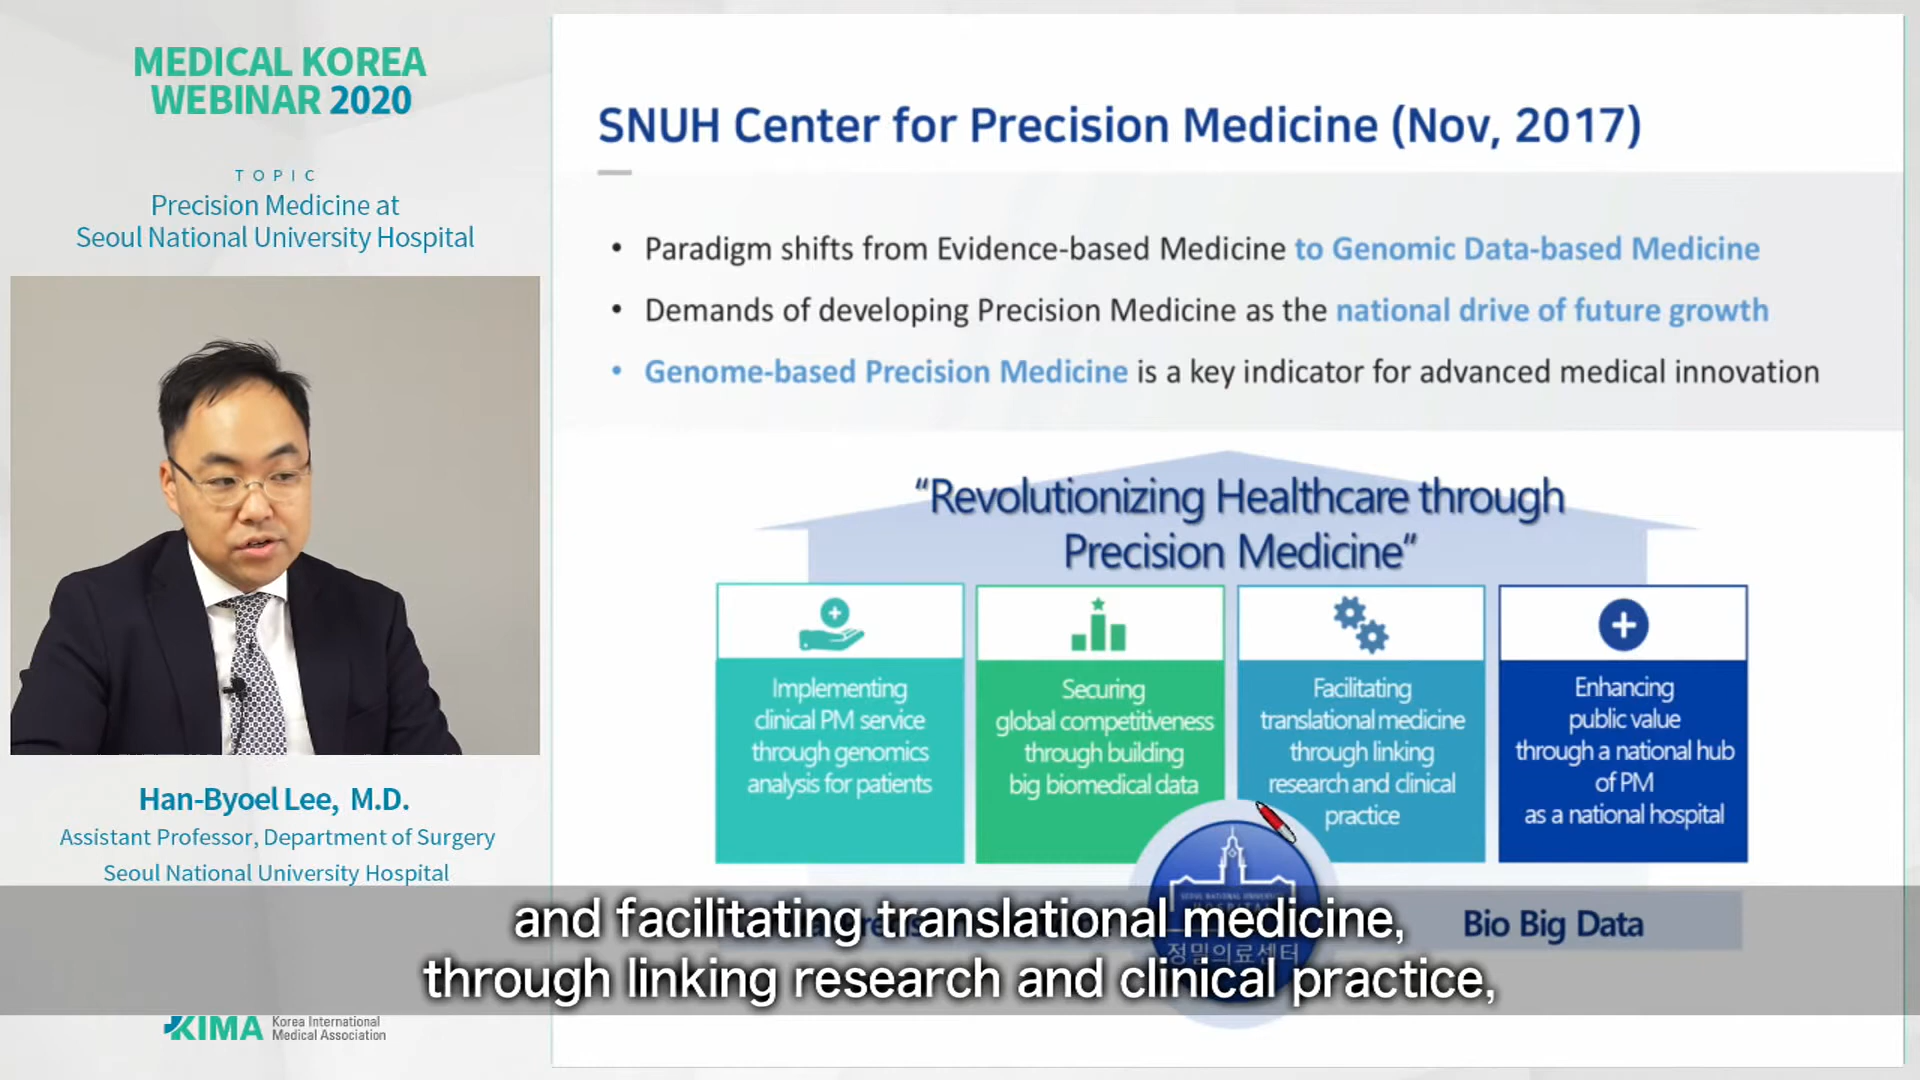 MEDICAL KOREA
WEBINAR 2020
TOPIC
Precision Medicine at
Seoul National University Hospital
Han-Byoel Lee, M.D.
Assistant Professor, Department of Surgery
Seoul National University Hospital
KIMA Korea International
Medical Association
SNUH Center for Precision Medicine (Nov, 2017)
• Paradigm shifts from Evidence-based Medicine to Genomic Data-based Medicine
• Demands of developing Precision Medicine as the national drive of future growth
• Genome-based Precision Medicine is a key indicator for advanced medical innovation
“Revolutionizing Healthcare through
Precision Medicine“
Implementing
clinical PM service
through genomics
analysis for patients
Securing
global competitiveness
through building
big biomedical data
Facilitating
translational medicine
through linking
research and clinical
practice
Enhancing
public value
through a national hub
of PM
as a national hospital
SEOUL NATIONAL UNIVERSITY
HOSPITAL
정밀의료센터
Bio Big Data
and facilitating translational medicine,
through linking research and clinical practice,